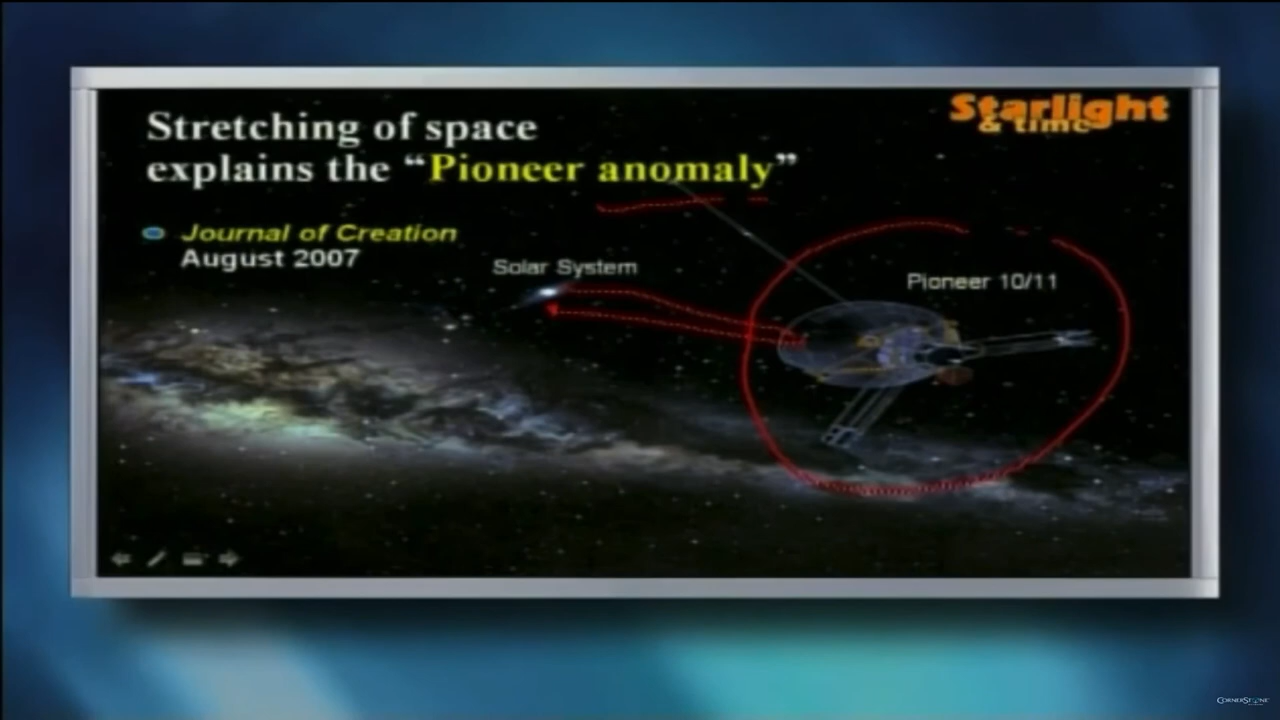 Starlight
& time
Stretching of space
explains the “Pioneer anomaly”
Journal of Creation
August 2007
Solar System
Pioneer 10/11
CORNERSTONE